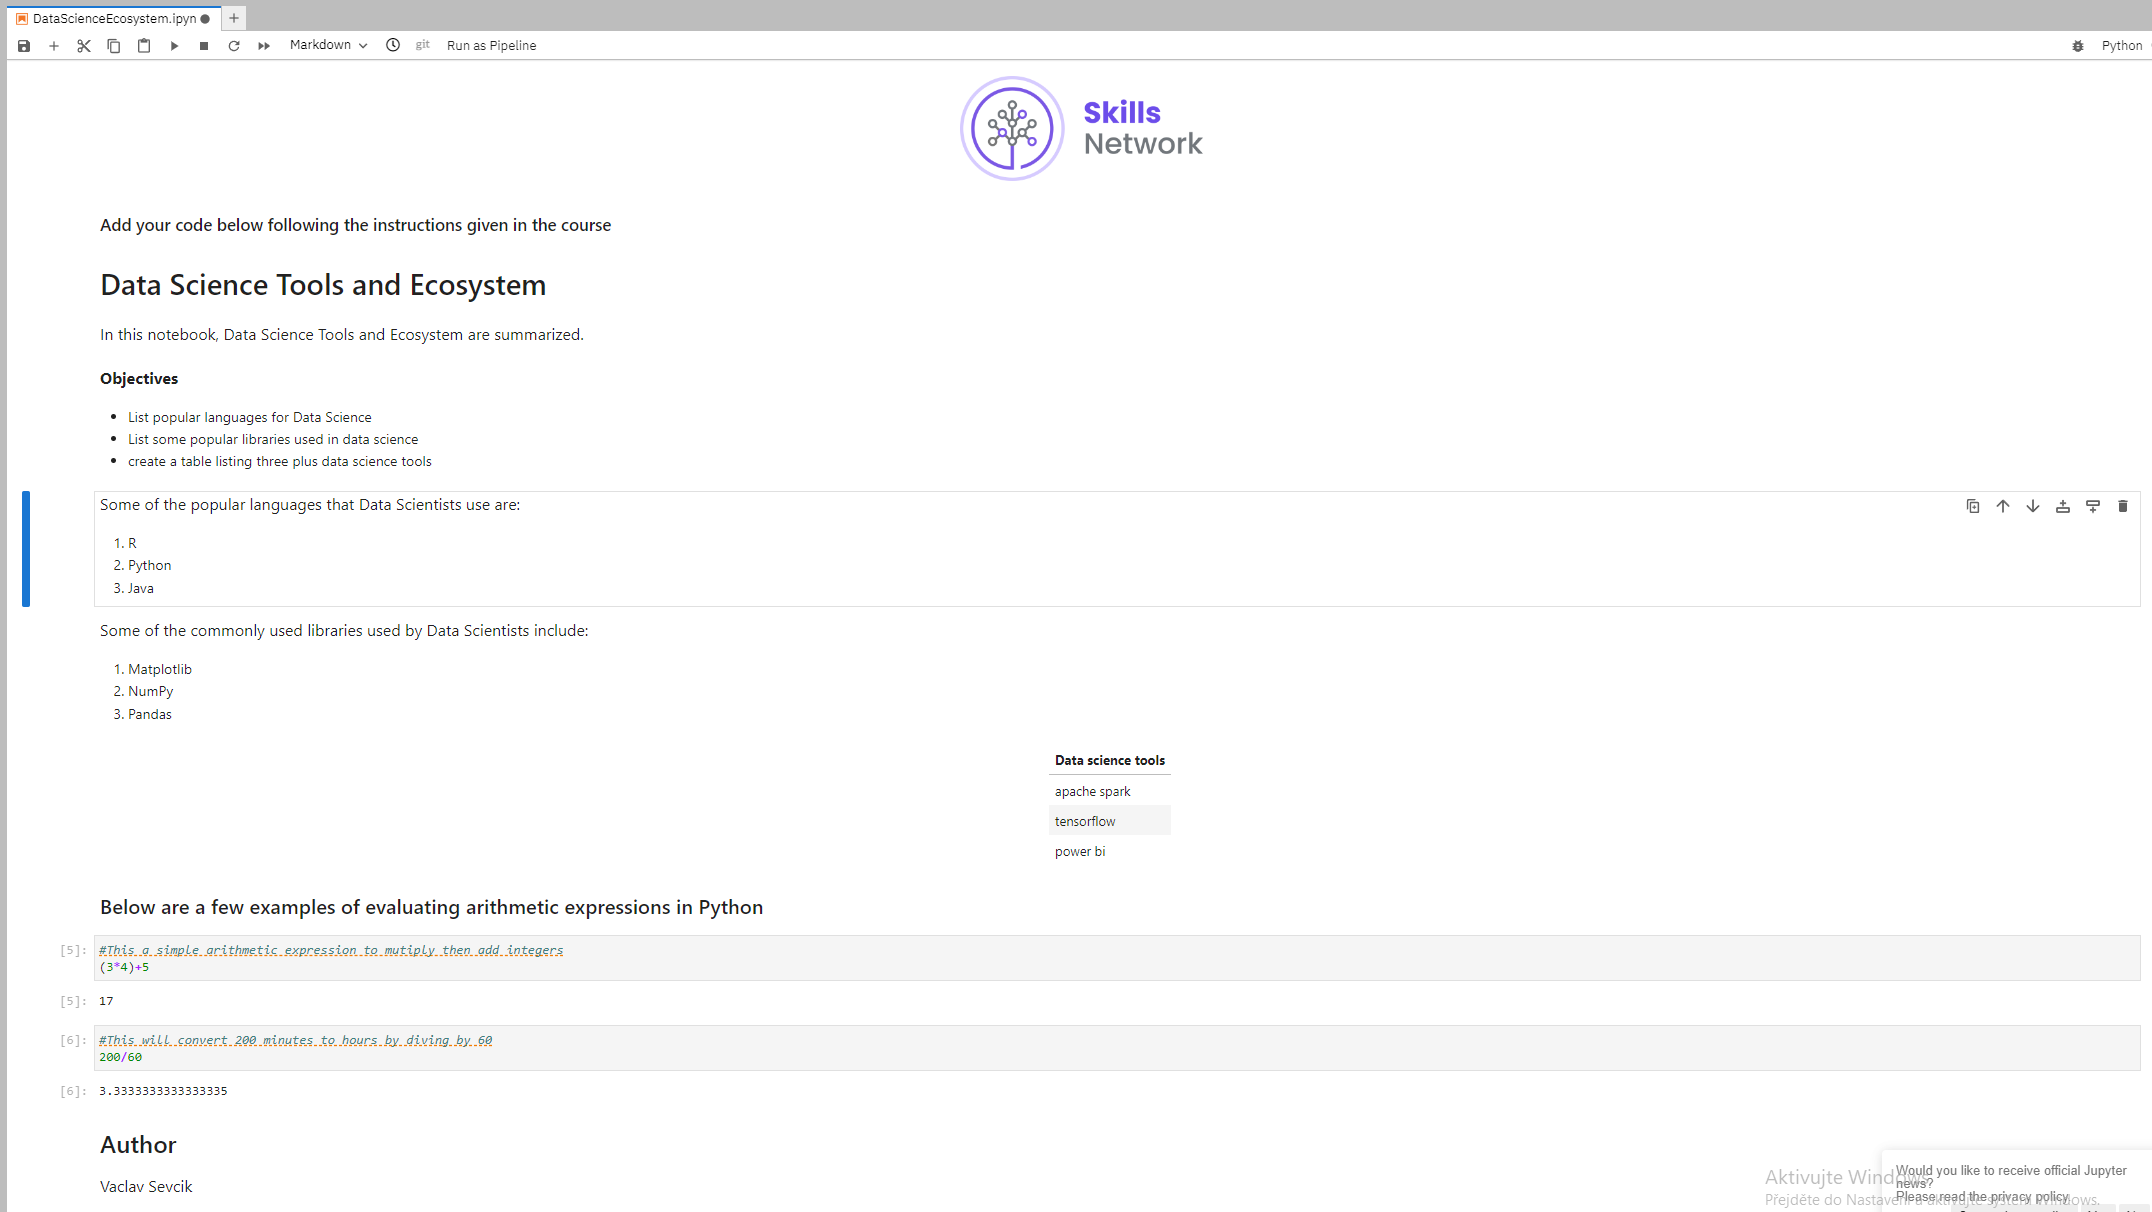 DataScienceEcosystem.ipyn
Markdown git Run as Pipeline Python
Skills
Network
Add your code below following the instructions given in the course
Data Science Tools and Ecosystem
In this notebook, Data Science Tools and Ecosystem are summarized.
Objectives
• List popular languages for Data Science
• List some popular libraries used in data science
• create a table listing three plus data science tools
Some of the popular languages that Data Scientists use are:
1. R
2. Python
3. Java
Some of the commonly used libraries used by Data Scientists include:
1. Matplotlib
2. NumPy
3. Pandas
Data science tools
apache spark
tensorflow
power bi
Below are a few examples of evaluating arithmetic expressions in Python
[5]: #This a simple arithmetic expression to mutiply then add integers
(3*4)+5
[5]: 17
[6]: #This will convert 200 minutes to hours by diving by 60
200/60
[6]: 3.3333333333333335
Author
Vaclav Sevcik
Would you like to receive official Jupyter
news?
Please read the privacy policy.
Aktivujte Windows
Přejděte do Nastavení a aktivujte systém Windows.